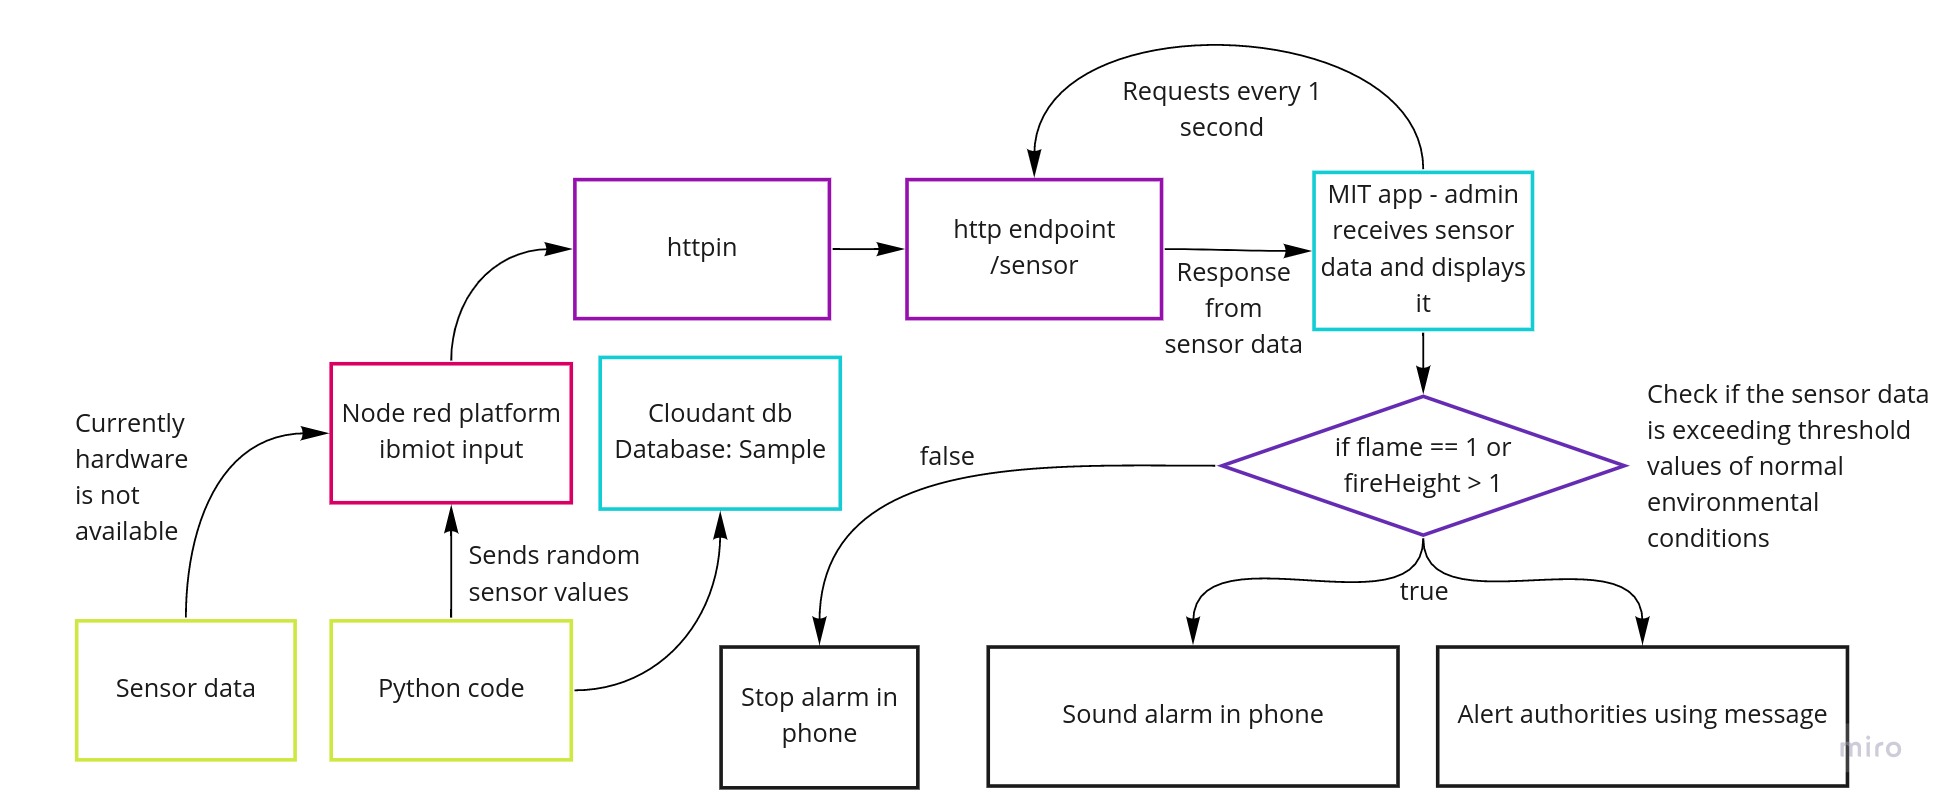 Requests every 1
second
httpin
http endpoint
/sensor
Response
from
sensor data
MIT app - admin
receives sensor
data and displays
it
Currently
hardware
is not
available
Node red platform
ibmiot input
Cloudant db
Database: Sample
false
if flame == 1 or
fireHeight > 1
Check if the sensor data
is exceeding threshold
values of normal
environmental
conditions
Sends random
sensor values
true
Sensor data
Python code
Stop alarm in
phone
Sound alarm in phone
Alert authorities using message
miro